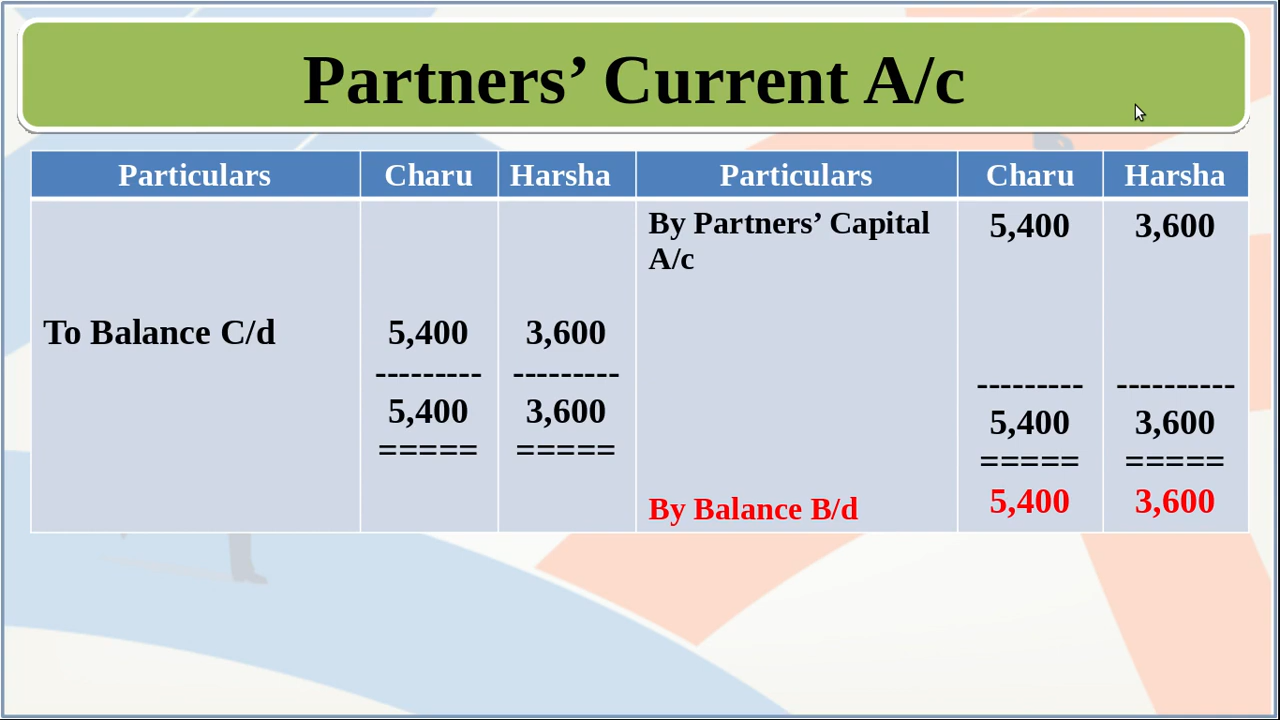 Partners’ Current A/c
Particulars Charu Harsha Particulars Charu Harsha
By Partners’ Capital 5,400 3,600
A/c
To Balance C/d 5,400 3,600
--------- --------- --------- ----------
5,400 3,600 5,400 3,600
===== ===== ===== =====
By Balance B/d 5,400 3,600